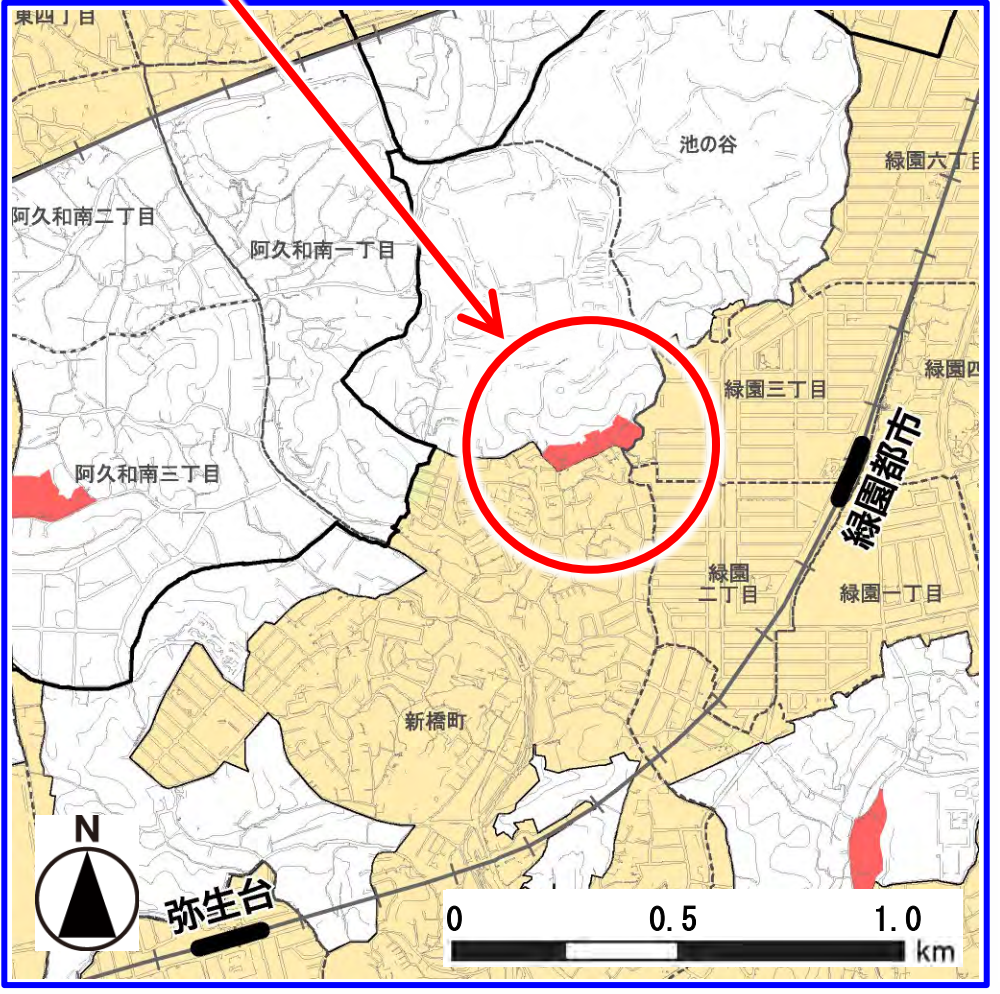 東四丁目
池の谷
緑園六丁目
阿久和南二丁目
阿久和南一丁目
緑園三丁目
緑園四
阿久和南三丁目
緑園都市
緑園
二丁目
緑園一丁目
新橋町
N
弥生台
0 0.5 1.0
km